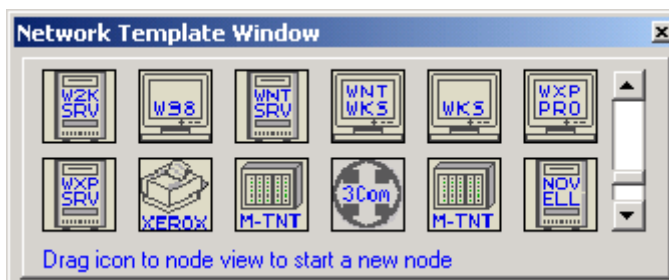 Network Template Window
W2K
SRV
W98
WNT
SRV
WNT
WKS
WKS
WXP
PRO
WXP
SRV
XEROX
M-TNT
3Com
M-TNT
NOV
ELL
Drag icon to node view to start a new node